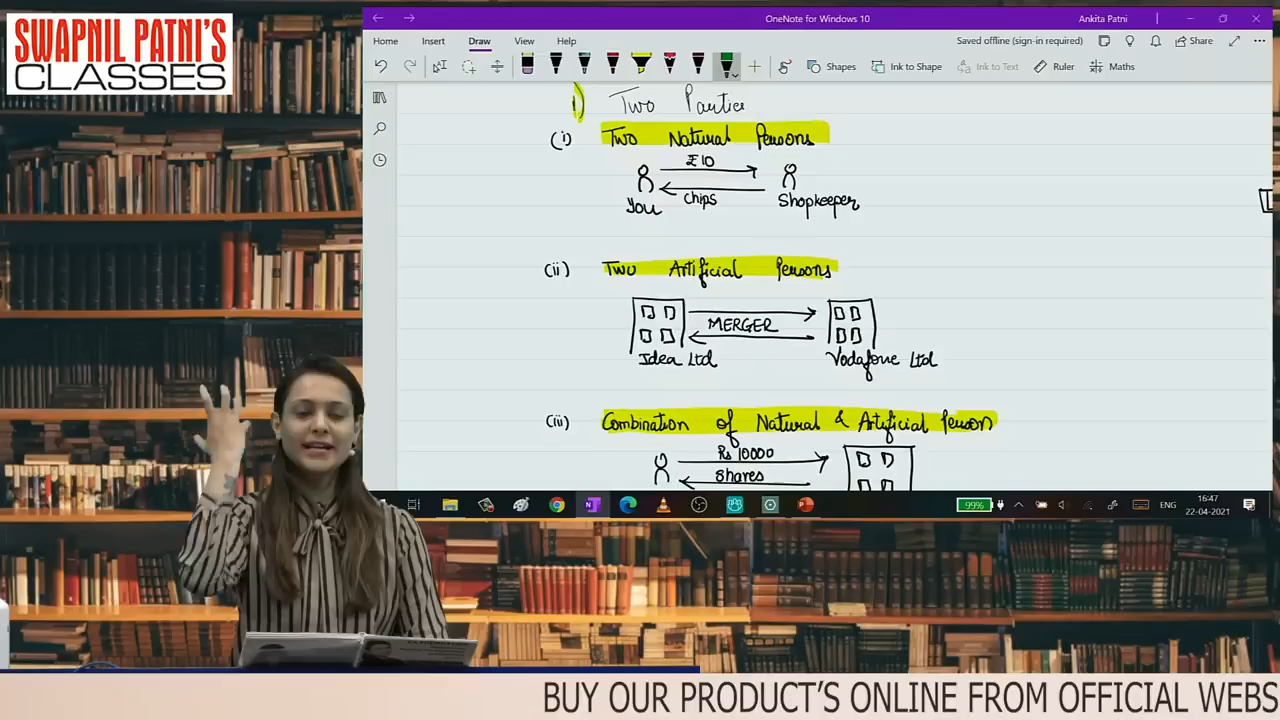 SWAPNIL PATNI'S
CLASSES
OneNote for Windows 10
Ankita Patni
Home Insert Draw View Help
Saved offline (sign-in required)
Share
Shapes
Ink to Shape
Ink to Text
Ruler
Maths
1) Two Parties
(i) Two Natural Persons
₹10
chips
You
Shopkeeper
(ii) Two Artificial Persons
MERGER
Idea Ltd
Vodafone Ltd
(iii) Combination of Natural & Artificial Person
Rs 10000
Shares
99%
ENG
16:47
22-04-2021
BUY OUR PRODUCT'S ONLINE FROM OFFICIAL WEBS